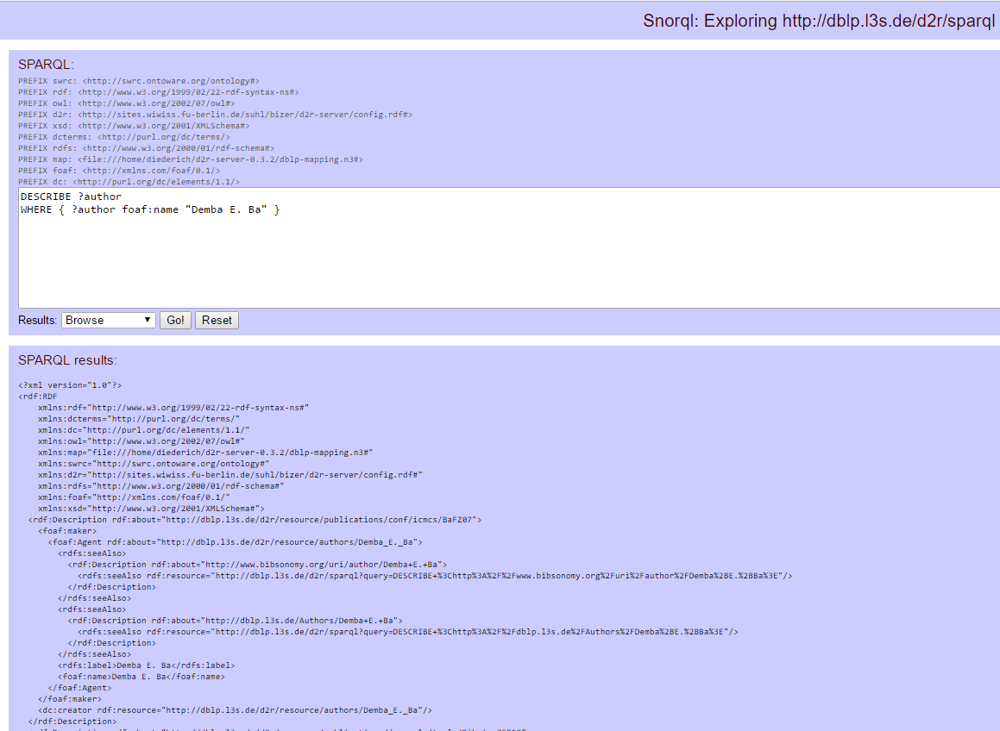 Snorql: Exploring http://dblp.l3s.de/d2r/sparql
SPARQL:
PREFIX swrc: <http://swrc.ontoware.org/ontology#>
PREFIX rdf: <http://www.w3.org/1999/02/22-rdf-syntax-ns#>
PREFIX owl: <http://www.w3.org/2002/07/owl#>
PREFIX d2r: <http://sites.wiwiss.fu-berlin.de/suhl/bizer/d2r-server/config.rdf#>
PREFIX xsd: <http://www.w3.org/2001/XMLSchema#>
PREFIX dcterms: <http://purl.org/dc/terms/>
PREFIX rdfs: <http://www.w3.org/2000/01/rdf-schema#>
PREFIX map: <file:///home/diederich/d2r-server-0.3.2/dblp-mapping.n3#>
PREFIX foaf: <http://xmlns.com/foaf/0.1/>
PREFIX dc: <http://purl.org/dc/elements/1.1/>
DESCRIBE ?author
WHERE { ?author foaf:name "Demba E. Ba" }
Results: Browse Go! Reset
SPARQL results:
<?xml version="1.0"?>
<rdf:RDF
xmlns:rdf="http://www.w3.org/1999/02/22-rdf-syntax-ns#"
xmlns:dcterms="http://purl.org/dc/terms/"
xmlns:dc="http://purl.org/dc/elements/1.1/"
xmlns:owl="http://www.w3.org/2002/07/owl#"
xmlns:map="file:///home/diederich/d2r-server-0.3.2/dblp-mapping.n3#"
xmlns:swrc="http://swrc.ontoware.org/ontology#"
xmlns:d2r="http://sites.wiwiss.fu-berlin.de/suhl/bizer/d2r-server/config.rdf#"
xmlns:rdfs="http://www.w3.org/2000/01/rdf-schema#"
xmlns:foaf="http://xmlns.com/foaf/0.1/"
xmlns:xsd="http://www.w3.org/2001/XMLSchema#">
<rdf:Description rdf:about="http://dblp.l3s.de/d2r/resource/publications/conf/icmcs/BaFZ07">
<foaf:maker>
<foaf:Agent rdf:about="http://dblp.l3s.de/d2r/resource/authors/Demba_E._Ba">
<rdfs:seeAlso>
<rdf:Description rdf:about="http://www.bibsonomy.org/uri/author/Demba+E.+Ba">
<rdfs:seeAlso rdf:resource="http://dblp.l3s.de/d2r/sparql?query=DESCRIBE+%3Chttp%3A%2F%2Fwww.bibsonomy.org%2Furi%2Fauthor%2FDemba%2BE.%2BBa%3E"/>
</rdf:Description>
</rdfs:seeAlso>
<rdfs:seeAlso>
<rdf:Description rdf:about="http://dblp.l3s.de/Authors/Demba+E.+Ba">
<rdfs:seeAlso rdf:resource="http://dblp.l3s.de/d2r/sparql?query=DESCRIBE+%3Chttp%3A%2F%2Fdblp.l3s.de%2FAuthors%2FDemba%2BE.%2BBa%3E"/>
</rdf:Description>
</rdfs:seeAlso>
<rdfs:label>Demba E. Ba</rdfs:label>
<foaf:name>Demba E. Ba</foaf:name>
</foaf:Agent>
</foaf:maker>
<dc:creator rdf:resource="http://dblp.l3s.de/d2r/resource/authors/Demba_E._Ba"/>
</rdf:Description>